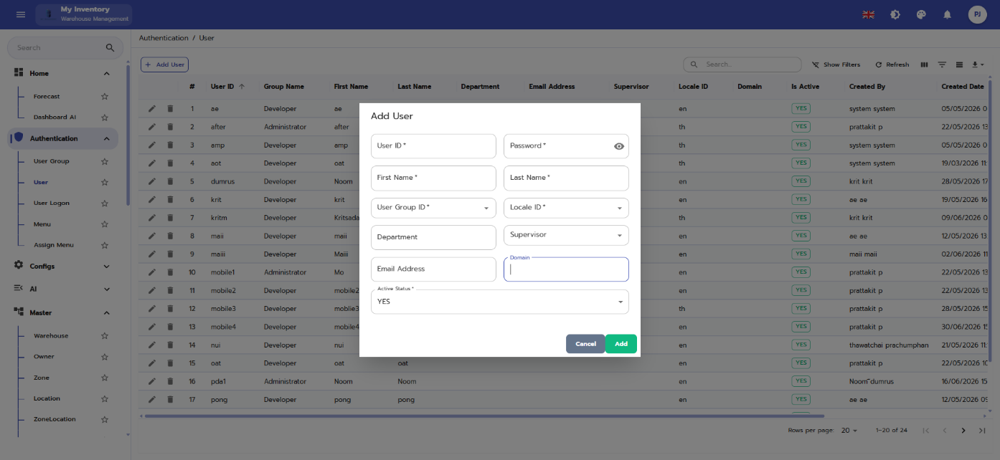 My Inventory
Warehouse Management
PJ
Search
Home
Forecast
Dashboard AI
Authentication
User Group
User
User Logon
Menu
Assign Menu
Configs
AI
Master
Warehouse
Owner
Zone
Location
ZoneLocation
Authentication / User
+ Add User
Search...
Show Filters
Refresh
# User ID Group Name First Name Last Name Department Email Address Supervisor Locale ID Domain Is Active Created By Created Date
1 ae Developer ae en YES system system 05/05/2026 0
2 after Administrator after th YES prattakit p 22/05/2026 13
3 amp Developer amp th YES system system 05/05/2026 0
4 aot Developer oat th YES system system 19/03/2026 11:
5 dumrus Developer Noom en YES krit krit 28/05/2026 17
6 krit Developer krit en YES ae ae 19/05/2026 16
7 kritm Developer Kritsada th YES krit krit 09/06/2026 0
8 maii Developer maii en YES ae ae 12/05/2026 13
9 maiii Developer Maiii en YES maii maii 02/06/2026 11
10 mobile1 Administrator Mo en YES prattakit p 22/05/2026 13
11 mobile2 Developer mobile2 en YES prattakit p 22/05/2026 13
12 mobile3 Developer moblie3 en YES prattakit p 28/05/2026 15
13 mobile4 Developer mobile4 en YES prattakit p 30/06/2026 15
14 nui Developer nui en YES thawatchai prachumphan 21/05/2026 11:
15 oat Developer oat oat en YES prattakit p 22/05/2026 10
16 pda1 Administrator Noom Noom en YES Noom dumrus 16/06/2026 15
17 pong Developer pong pong en YES ae ae 12/05/2026 09
Add User
User ID *
Password *
First Name *
Last Name *
User Group ID *
Locale ID *
Department
Supervisor
Email Address
Domain
Active Status *
YES
Cancel
Add
Rows per page: 20
1–20 of 24